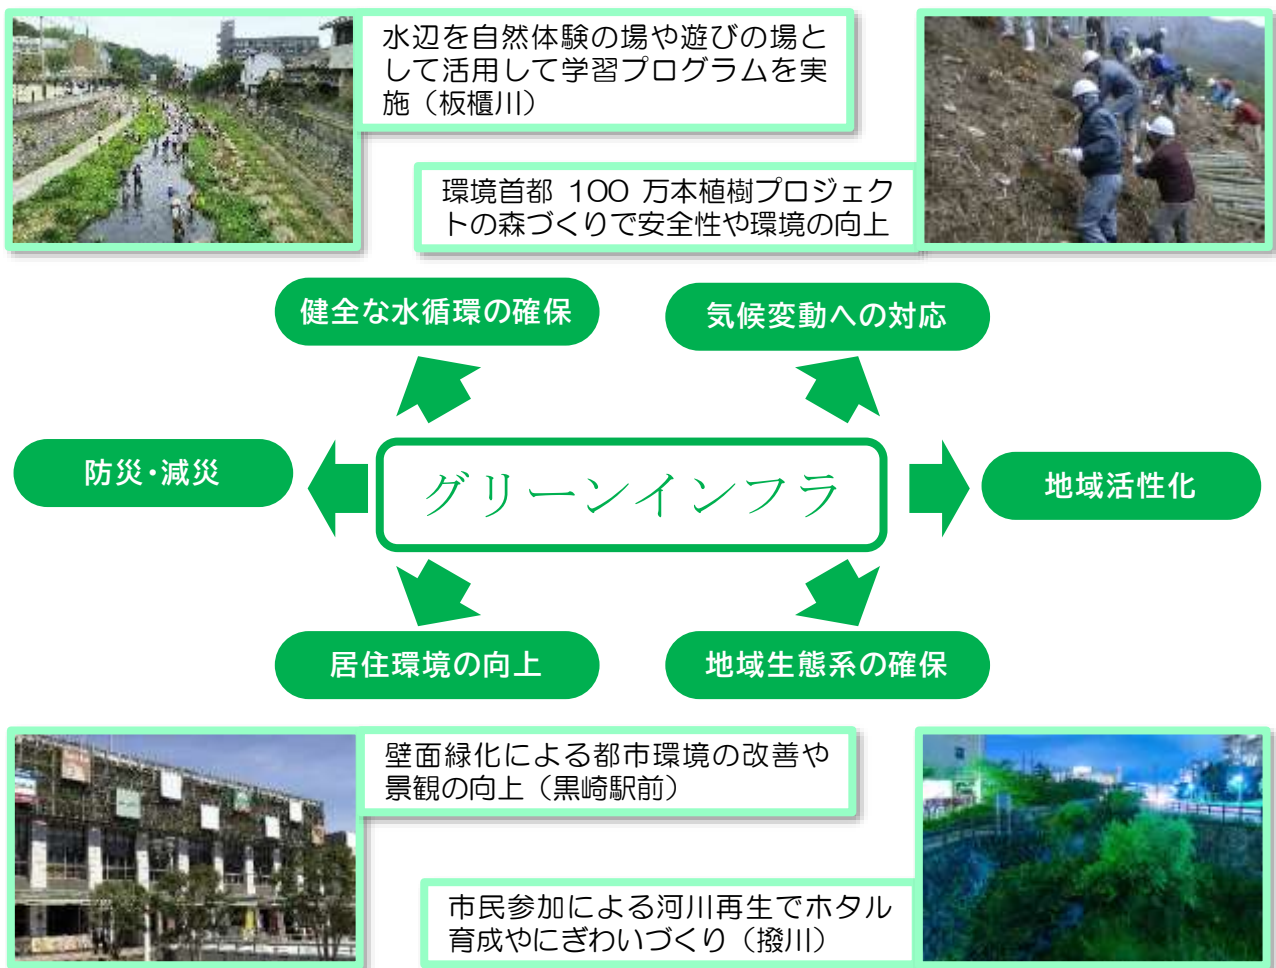 水辺を自然体験の場や遊びの場と
して活用して学習プログラムを実
施（板櫃川）
環境首都 100 万本植樹プロジェク
トの森づくりで安全性や環境の向上
健全な水循環の確保
気候変動への対応
防災・減災
グリーンインフラ
地域活性化
居住環境の向上
地域生態系の確保
壁面緑化による都市環境の改善や
景観の向上（黒崎駅前）
市民参加による河川再生でホタル
育成やにぎわいづくり（撥川）